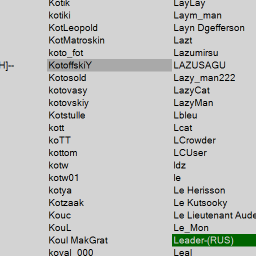 Kotik LayLay
kotiki Laym_man
KotLeopold Layn Dgefferson
KotMatroskin Lazt
koto_fot Lazumirsu
H]-- KotoffskiY LAZUSAGU
Kotosold Lazy_man222
kotovasy LazyCat
kotovskiy LazyMan
Kotstulle Lbleu
kott Lcat
koTT LCrowder
kottom LCUser
kotw ldz
kotw01 le
kotya Le Herisson
Kotzaak Le Kutsooky
Kouc Le Lieutenant Aude
KouL Le_Mon
Koul MakGrat Leader-(RUS)
koval_000 Leal